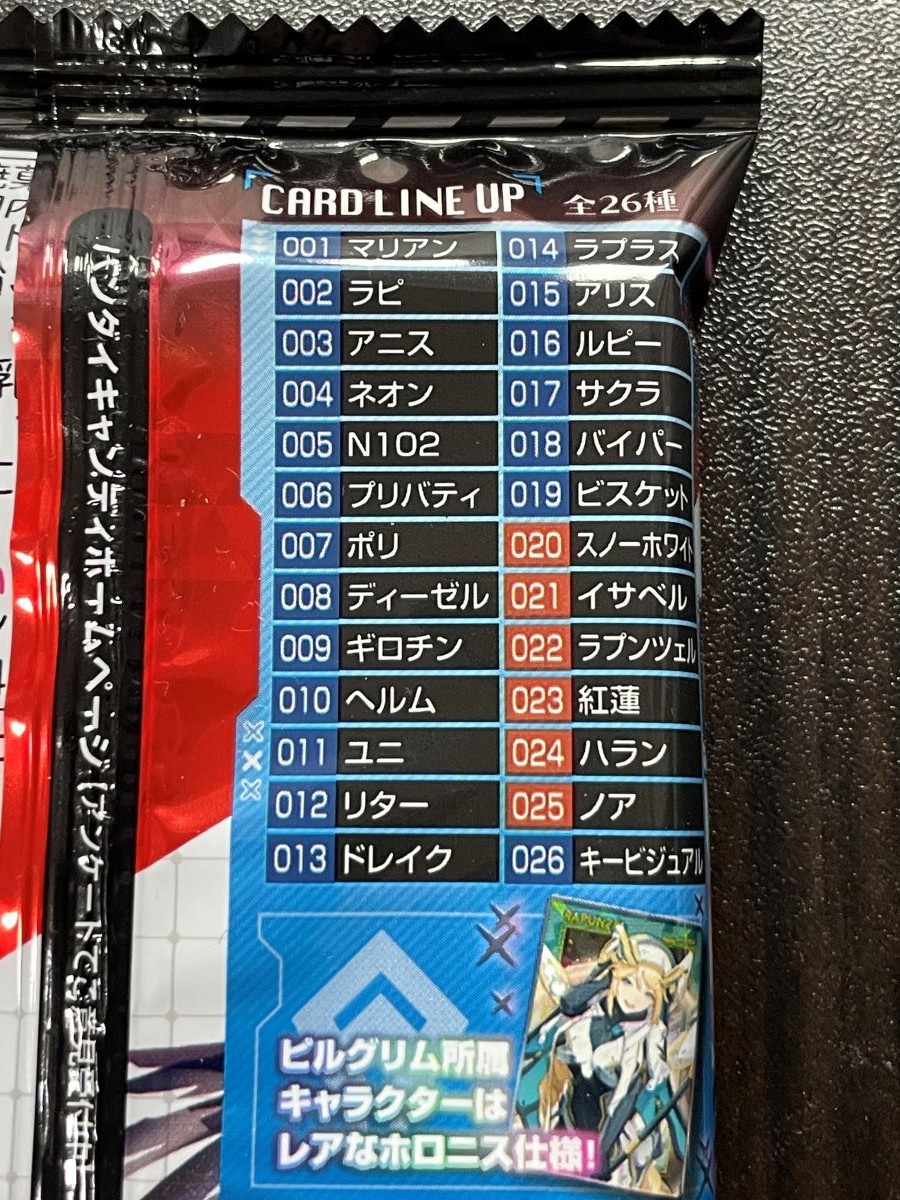 CARD LINE UP 全26種
001 マリアン
002 ラピ
003 アニス
004 ネオン
005 N102
006 プリバティ
007 ポリ
008 ディーゼル
009 ギロチン
010 ヘルム
011 ユニ
012 リター
013 ドレイク
014 ラプラス
015 アリス
016 ルピー
017 サクラ
018 バイパー
019 ビスケット
020 スノーホワイト
021 イサベル
022 ラプンツェル
023 紅蓮
024 ハラン
025 ノア
026 キービジュアル
ピルグリム所属
キャラクターは
レアなホロニス仕様!
バンダイキャンディホームページ